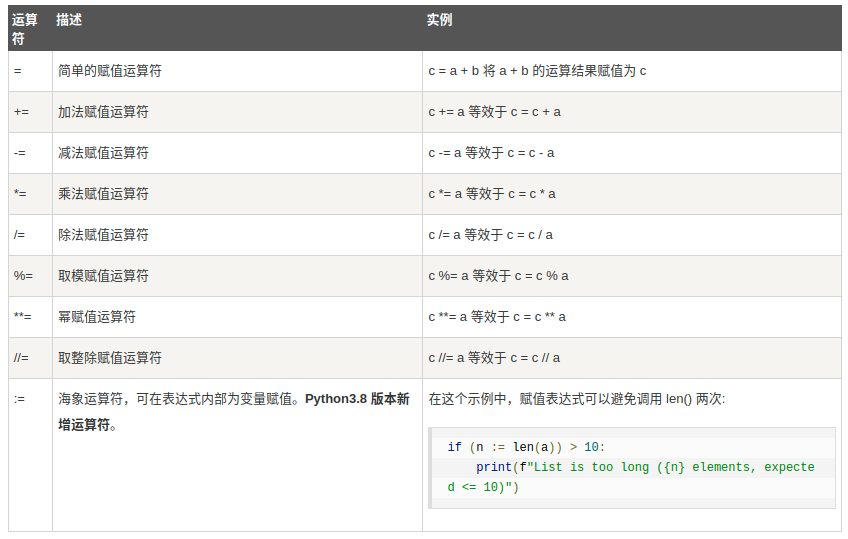 运算符 描述 实例
= 简单的赋值运算符 c = a + b 将 a + b 的运算结果赋值为 c
+= 加法赋值运算符 c += a 等效于 c = c + a
-= 减法赋值运算符 c -= a 等效于 c = c - a
*= 乘法赋值运算符 c *= a 等效于 c = c * a
/= 除法赋值运算符 c /= a 等效于 c = c / a
%= 取模赋值运算符 c %= a 等效于 c = c % a
**= 幂赋值运算符 c **= a 等效于 c = c ** a
//= 取整除赋值运算符 c //= a 等效于 c = c // a
:= 海象运算符，可在表达式内部为变量赋值。Python3.8 版本新
增运算符。
在这个示例中，赋值表达式可以避免调用 len() 两次:
if (n := len(a)) > 10:
    print(f"List is too long ({n} elements, expecte
d <= 10)")